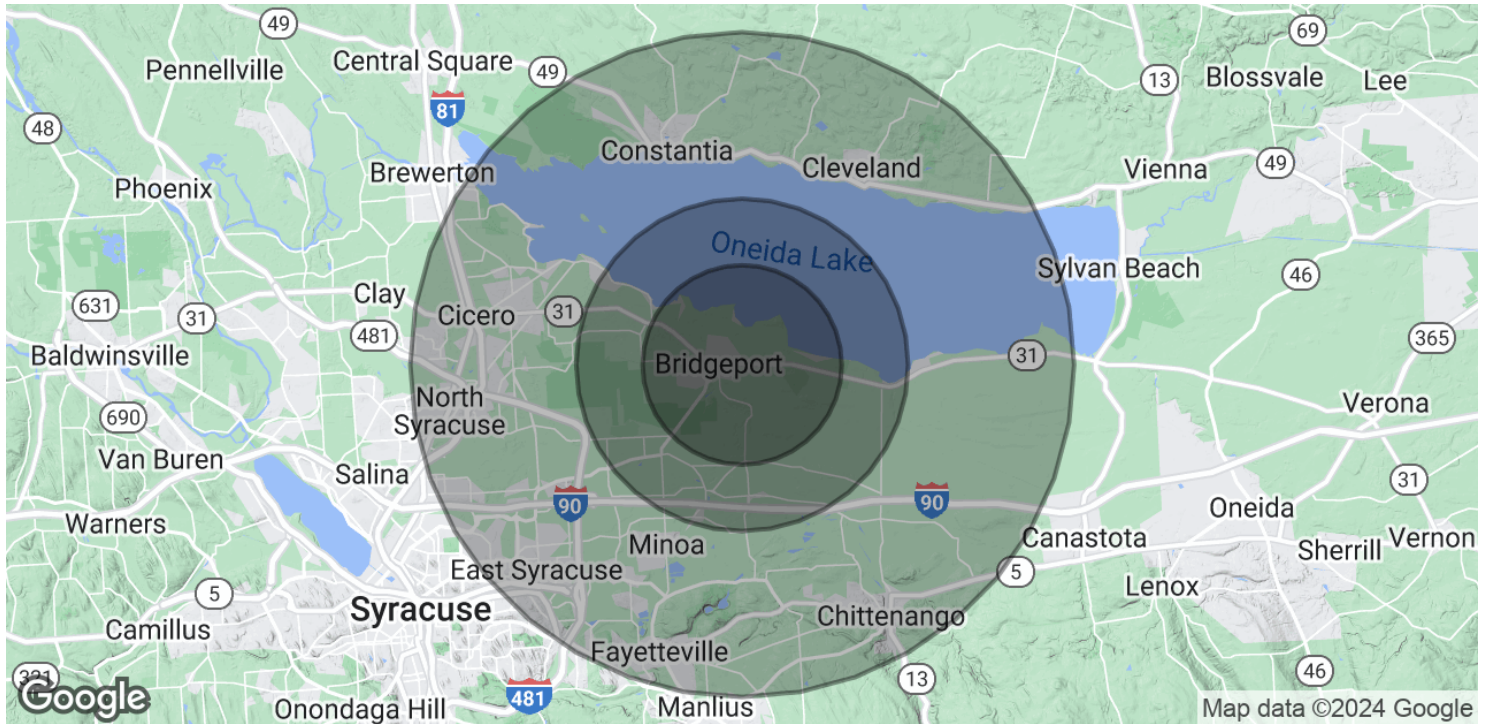 49
69
Central Square
Pennellville
49
13
Blossvale
Lee
81
48
Constantia
Cleveland
Vienna
49
Brewerton
Phoenix
Oneida Lake
Sylvan Beach
46
Clay
631
31
Cicero
31
481
365
Baldwinsville
Bridgeport
31
North
Syracuse
Verona
690
Van Buren
Salina
31
90
90
Oneida
Warners
Minoa
Canastota
Sherrill
Vernon
East Syracuse
5
Lenox
5
Syracuse
Chittenango
Camillus
Fayetteville
46
321
13
Google
481
Onondaga Hill
Manlius
Map data ©2024 Google